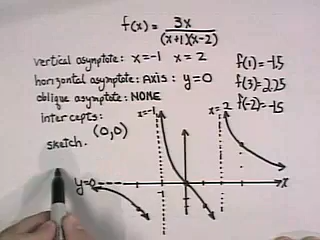 f(x) = 3x / (x+1)(x-2)
vertical asymptote: x=-1 x=2
horizontal asymptote: AXIS: y=0
oblique asymptote: NONE
intercepts:
(0,0)
sketch.
f(1)=-1.5
f(3)=2.25
f(-2)=-1.5
x=-1
x=2
y=0
x